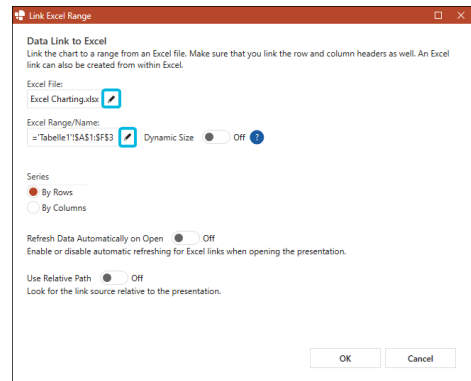 Link Excel Range
Data Link to Excel
Link the chart to a range from an Excel file. Make sure that you link the row and column headers as well. An Excel
link can also be created from within Excel.
Excel File:
Excel Charting.xlsx
Excel Range/Name:
='Tabelle1'!$A$1:$F$3
Dynamic Size Off ?
Series
By Rows
By Columns
Refresh Data Automatically on Open Off
Enable or disable automatic refreshing for Excel links when opening the presentation.
Use Relative Path Off
Look for the link source relative to the presentation.
OK Cancel